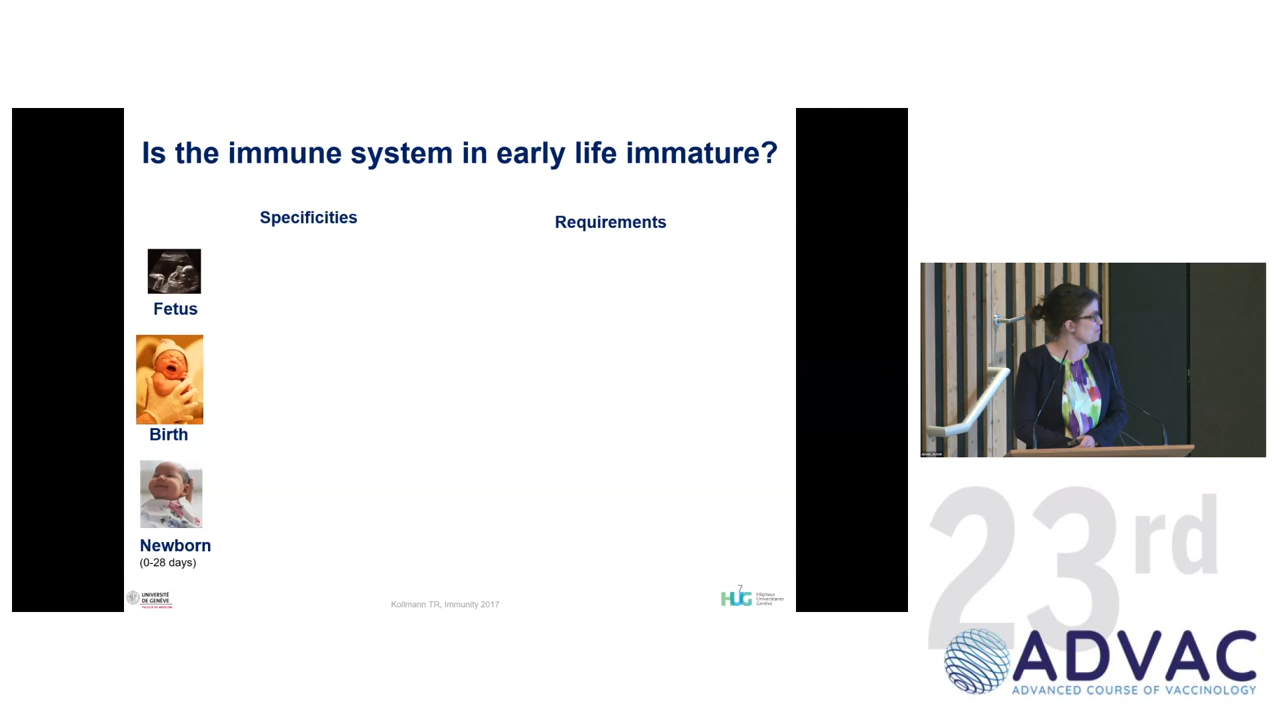 Is the immune system in early life immature?
Specificities
Requirements
Fetus
Birth
Newborn
(0-28 days)
UNIVERSITÉ
DE GENÈVE
FACULTÉ DE MÉDECINE
Kollmann TR, Immunity 2017
7
HUG
Hôpitaux
Universitaires
Genève
23rd
ADVAC
ADVANCED COURSE OF VACCINOLOGY